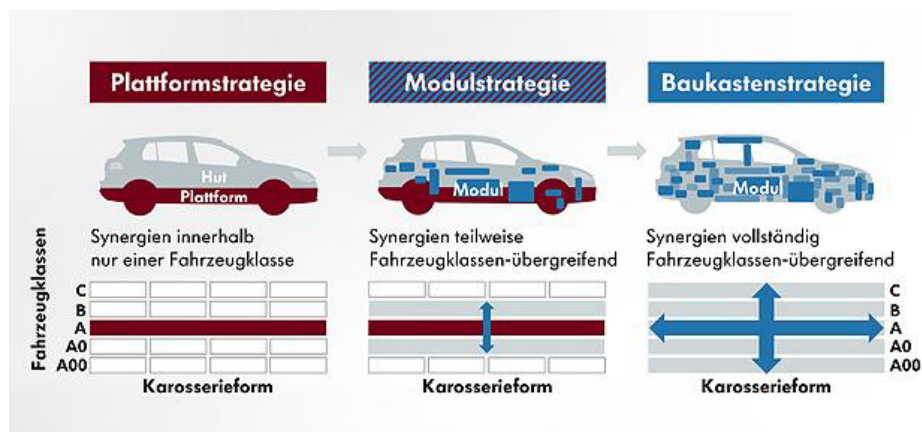 Plattformstrategie
Modulstrategie
Baukastenstrategie
Hut
Plattform
Modul
Modul
Synergien innerhalb
nur einer Fahrzeugklasse
Synergien teilweise
Fahrzeugklassen-übergreifend
Synergien vollständig
Fahrzeugklassen-übergreifend
Fahrzeugklassen
C
B
A
A0
A00
Karosserieform
Karosserieform
C
B
A
A0
A00
Karosserieform